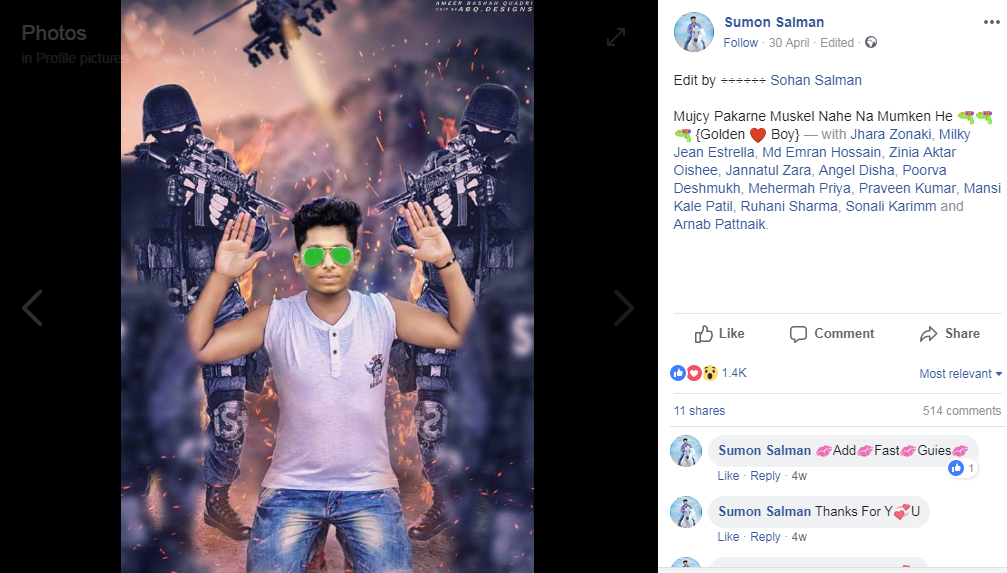 AMEER BASHAH QUADRI
EDIT BY ABQ.DESIGNS
Photos
in Profile pictures
Sumon Salman
Follow · 30 April · Edited ·
Edit by ÷÷÷÷÷÷ Sohan Salman
Mujcy Pakarne Muskel Nahe Na Mumken He 🔫🔫
🔫 {Golden ❤️ Boy} — with Jhara Zonaki, Milky
Jean Estrella, Md Emran Hossain, Zinia Aktar
Oishee, Jannatul Zara, Angel Disha, Poorva
Deshmukh, Mehermah Priya, Praveen Kumar, Mansi
Kale Patil, Ruhani Sharma, Sonali Karimm and
Arnab Pattnaik.
Like Comment Share
1.4K Most relevant
11 shares 514 comments
Sumon Salman 💋Add💋Fast💋Guies💋
1
Like · Reply · 4w
Sumon Salman Thanks For Y💞U
Like · Reply · 4w